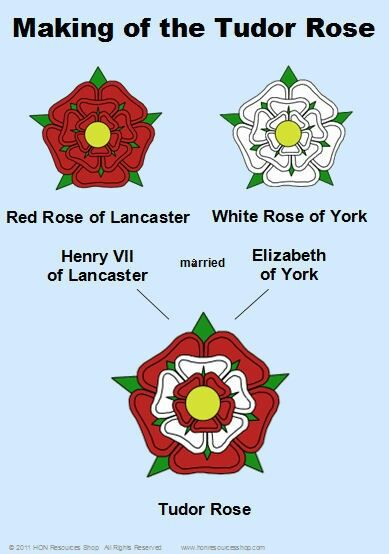 Making of the Tudor Rose
Red Rose of Lancaster
White Rose of York
Henry VII
of Lancaster
married
Elizabeth
of York
Tudor Rose
© 2011 HON Resources Shop All Rights Reserved www.honresoucesshop.com